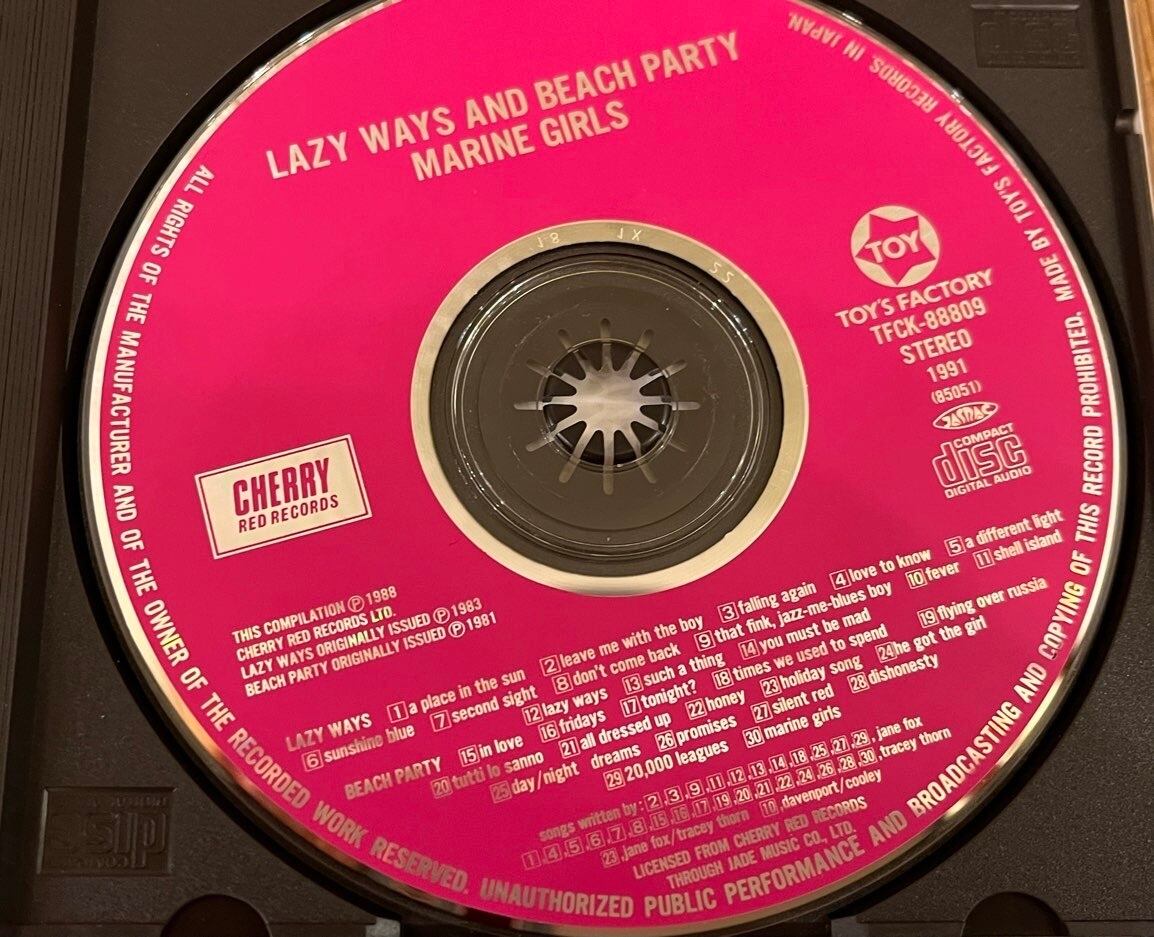 LAZY WAYS AND BEACH PARTY
MARINE GIRLS
TOY
TOY'S FACTORY
TFCK-88809
STEREO
1991
(85051)
JASRAC
COMPACT
disc
DIGITAL AUDIO
CHERRY
RED RECORDS
THIS COMPILATION Ⓟ 1988
CHERRY RED RECORDS LTD.
LAZY WAYS ORIGINALLY ISSUED Ⓟ 1983
BEACH PARTY ORIGINALLY ISSUED Ⓟ 1981
LAZY WAYS 1 a place in the sun 2 leave me with the boy 3 falling again 4 love to know 5 a different light
6 sunshine blue 7 second sight 8 don't come back 9 that fink, jazz-me-blues boy 10 fever 11 shell island
12 lazy ways 13 such a thing 14 you must be mad
BEACH PARTY 15 in love 16 fridays 17 tonight? 18 times we used to spend 19 flying over russia
20 tutti lo sanno 21 all dressed up 22 honey 23 holiday song 24 he got the girl
25 day/night dreams 26 promises 27 silent red 28 dishonesty
29 20,000 leagues 30 marine girls
songs written by: 2,3,9,11,12,13,14,18,25,27,29, jane fox
1,4,5,6,7,8,15,16,17,19,20,21,22,24,26,28,30, tracey thorn
23, jane fox/tracey thorn 10, davenport/cooley
LICENSED FROM CHERRY RED RECORDS
THROUGH JADE MUSIC CO., LTD.
ALL RIGHTS OF THE MANUFACTURER AND OF THE OWNER OF THE RECORDED WORK RESERVED. UNAUTHORIZED PUBLIC PERFORMANCE AND BROADCASTING AND COPYING OF THIS RECORD PROHIBITED. MADE BY TOY'S FACTORY RECORDS IN JAPAN.